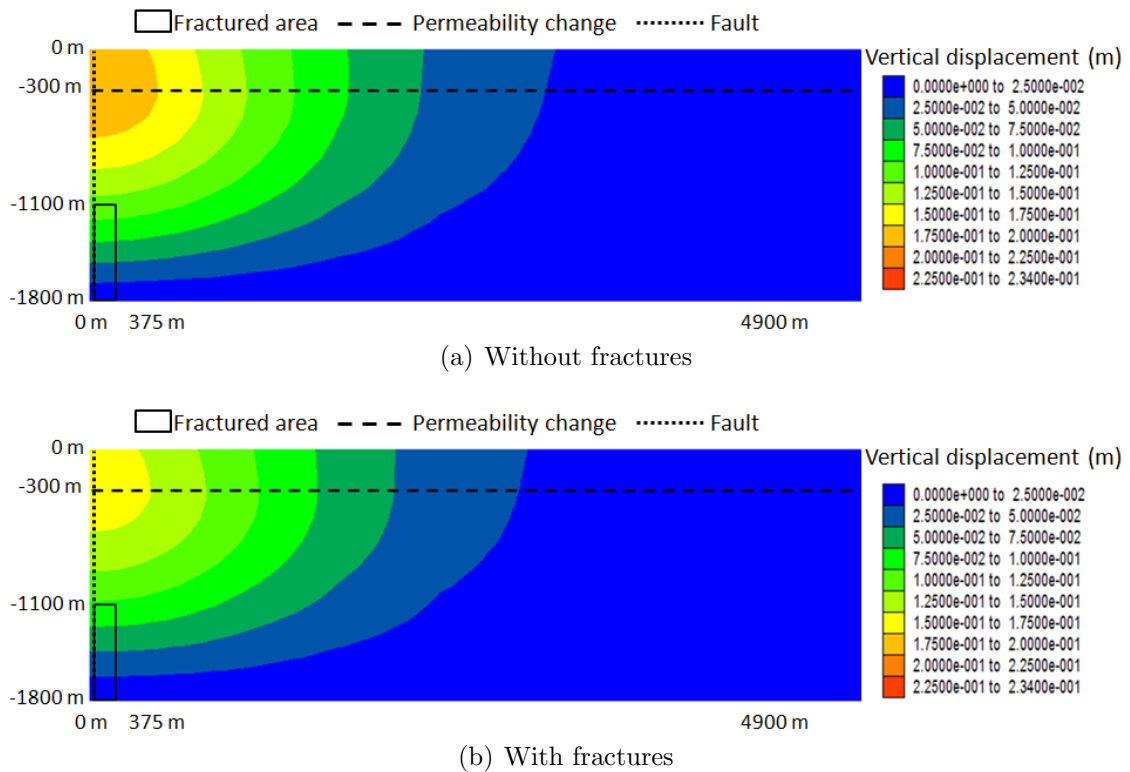 Fractured area Permeability change Fault
0 m
-300 m
-1100 m
-1800 m
0 m 375 m 4900 m
Vertical displacement (m)
0.0000e+000 to 2.5000e-002
2.5000e-002 to 5.0000e-002
5.0000e-002 to 7.5000e-002
7.5000e-002 to 1.0000e-001
1.0000e-001 to 1.2500e-001
1.2500e-001 to 1.5000e-001
1.5000e-001 to 1.7500e-001
1.7500e-001 to 2.0000e-001
2.0000e-001 to 2.2500e-001
2.2500e-001 to 2.3400e-001
(a) Without fractures
Fractured area Permeability change Fault
0 m
-300 m
-1100 m
-1800 m
0 m 375 m 4900 m
Vertical displacement (m)
0.0000e+000 to 2.5000e-002
2.5000e-002 to 5.0000e-002
5.0000e-002 to 7.5000e-002
7.5000e-002 to 1.0000e-001
1.0000e-001 to 1.2500e-001
1.2500e-001 to 1.5000e-001
1.5000e-001 to 1.7500e-001
1.7500e-001 to 2.0000e-001
2.0000e-001 to 2.2500e-001
2.2500e-001 to 2.3400e-001
(b) With fractures